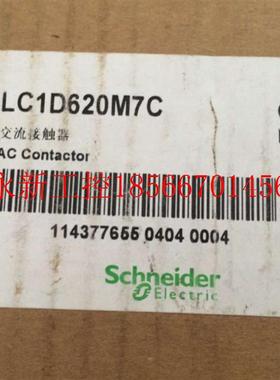 LC1D620M7C
交流接触器
AC Contactor
114377655 0404 0004
Schneider
Electric